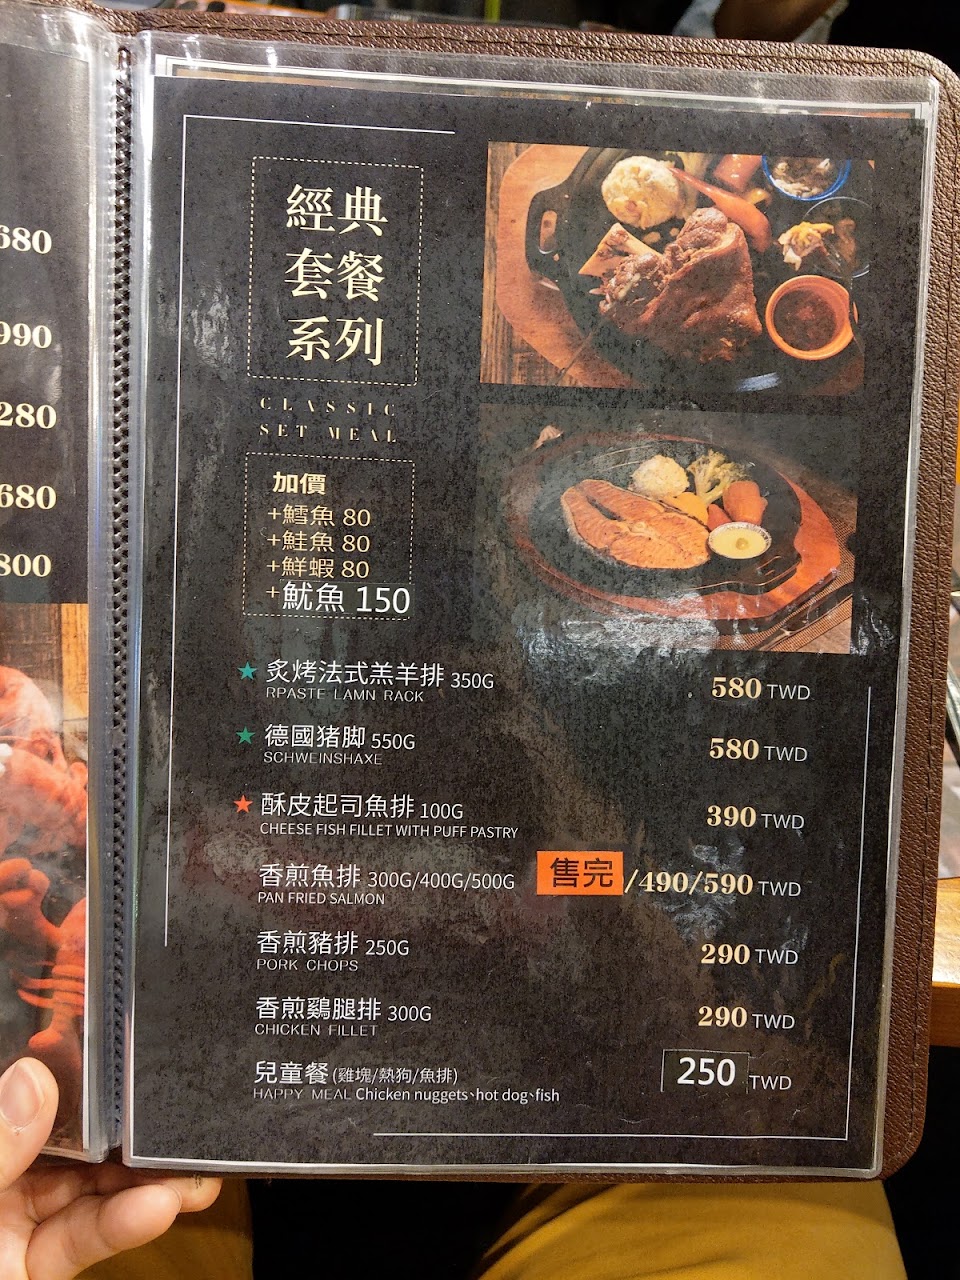 680
990
280
680
800
經典
套餐
系列
CLASSIC
SET MEAL
加價
+鱈魚 80
+鮭魚 80
+鮮蝦 80
+魷魚 150
★ 炙烤法式羔羊排 350G 580 TWD
RPASTE LAMN RACK
★ 德國猪脚 550G 580 TWD
SCHWEINSHAXE
★ 酥皮起司魚排 100G 390 TWD
CHEESE FISH FILLET WITH PUFF PASTRY
香煎魚排 300G/400G/500G 售完/490/590 TWD
PAN FRIED SALMON
香煎豬排 250G 290 TWD
PORK CHOPS
香煎鷄腿排 300G 290 TWD
CHICKEN FILLET
兒童餐 (雞塊/熱狗/魚排) 250 TWD
HAPPY MEAL Chicken nuggets、hot dog、fish